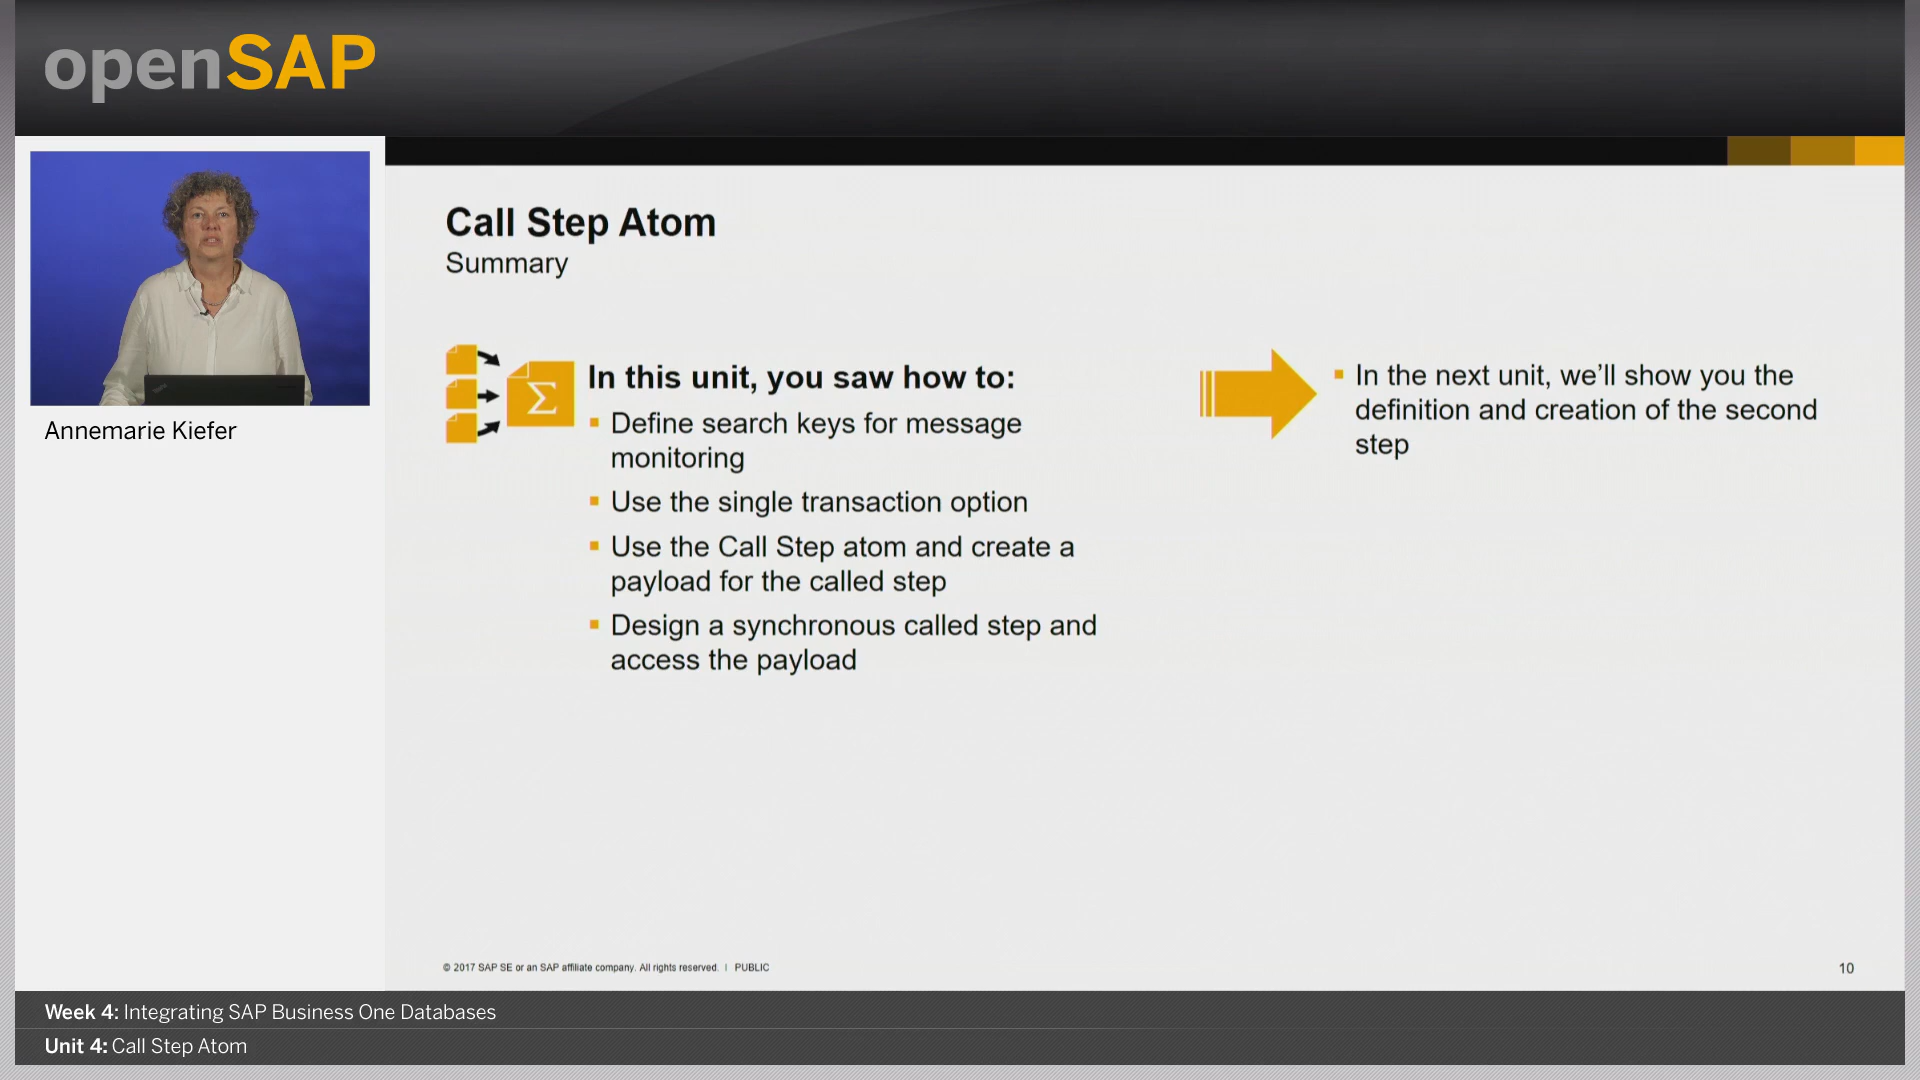 openSAP
Annemarie Kiefer
Call Step Atom
Summary
Σ
In this unit, you saw how to:
Define search keys for message
monitoring
Use the single transaction option
Use the Call Step atom and create a
payload for the called step
Design a synchronous called step and
access the payload
In the next unit, we’ll show you the
definition and creation of the second
step
© 2017 SAP SE or an SAP affiliate company. All rights reserved. | PUBLIC
10
Week 4: Integrating SAP Business One Databases
Unit 4: Call Step Atom